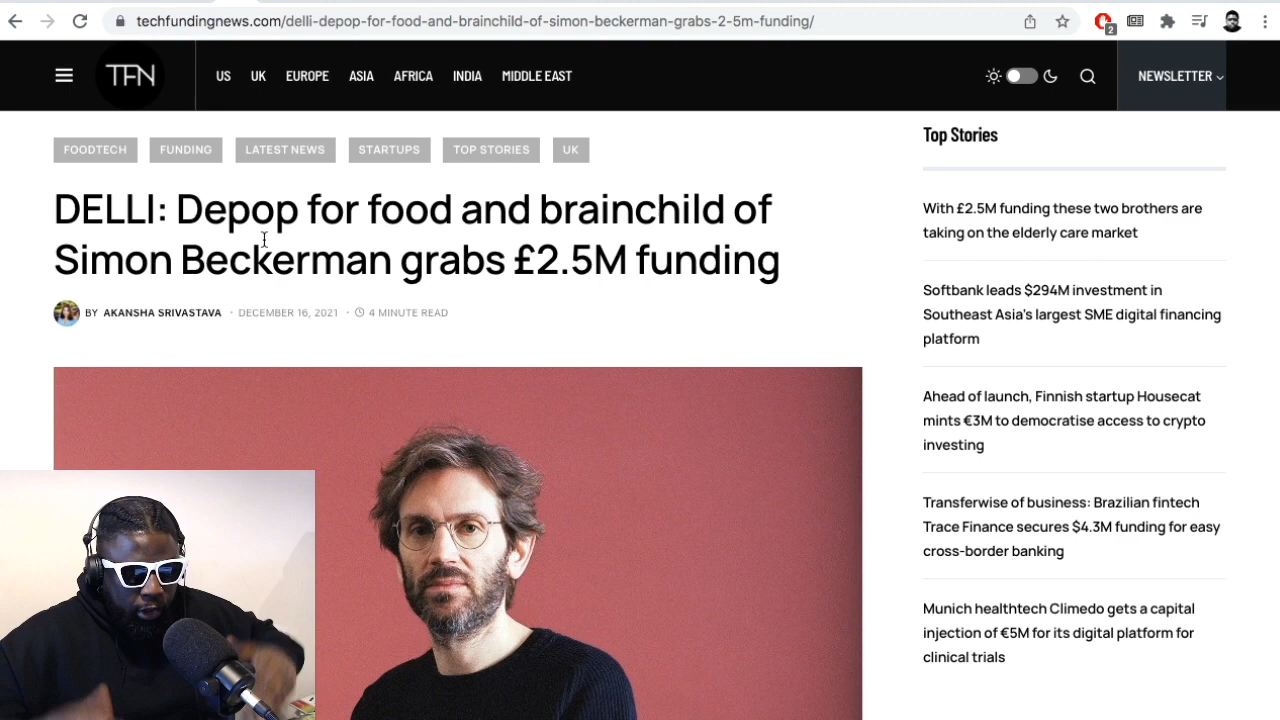 techfundingnews.com/delli-depop-for-food-and-brainchild-of-simon-beckerman-grabs-2-5m-funding/
2
TFN
US UK EUROPE ASIA AFRICA INDIA MIDDLE EAST
NEWSLETTER
FOODTECH FUNDING LATEST NEWS STARTUPS TOP STORIES UK
DELLI: Depop for food and brainchild of
Simon Beckerman grabs £2.5M funding
BY AKANSHA SRIVASTAVA · DECEMBER 16, 2021 · 4 MINUTE READ
Top Stories
With £2.5M funding these two brothers are
taking on the elderly care market
Softbank leads $294M investment in
Southeast Asia's largest SME digital financing
platform
Ahead of launch, Finnish startup Housecat
mints €3M to democratise access to crypto
investing
Transferwise of business: Brazilian fintech
Trace Finance secures $4.3M funding for easy
cross-border banking
Munich healthtech Climedo gets a capital
injection of €5M for its digital platform for
clinical trials